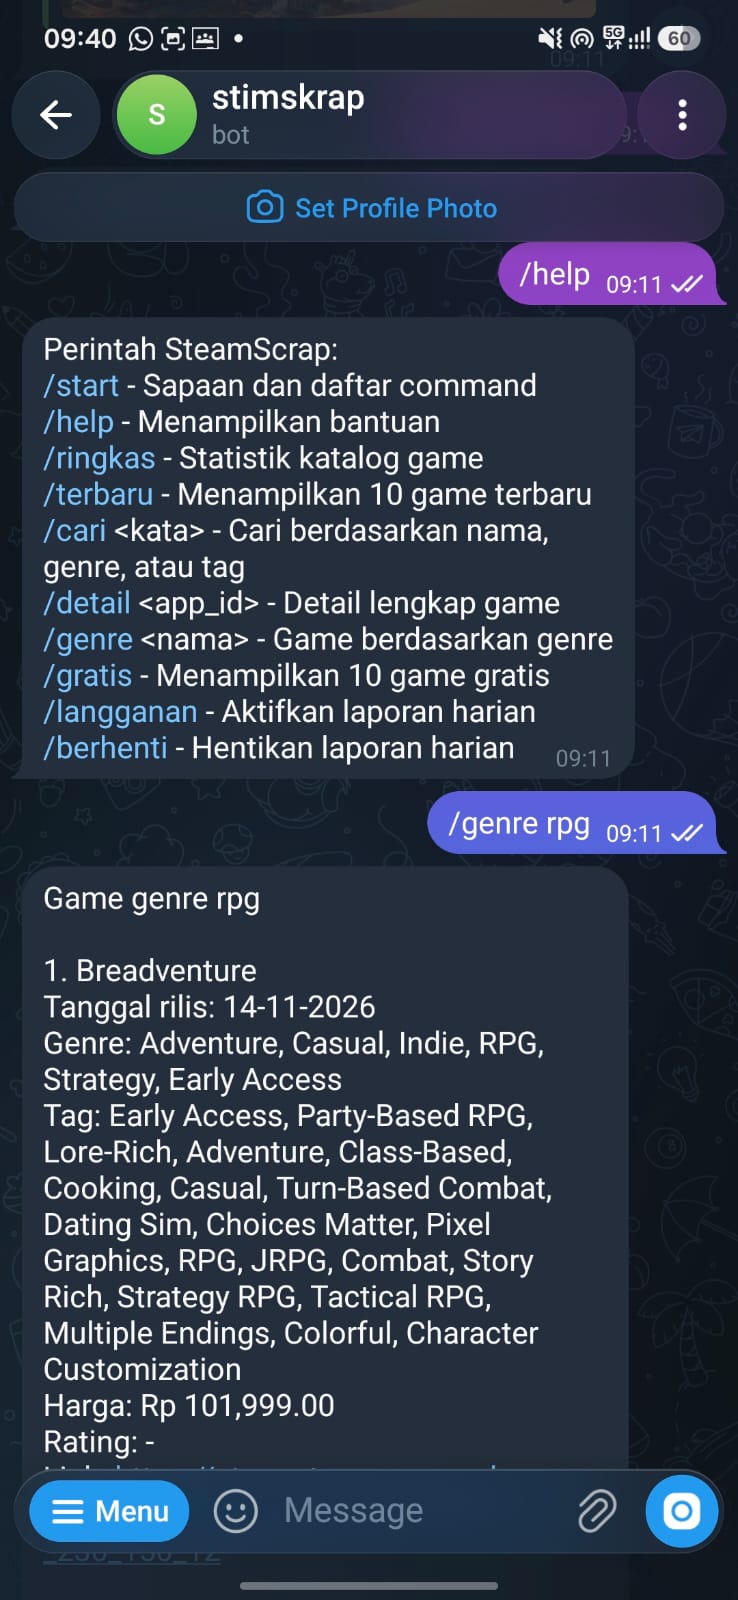 09:40
5G
60
09:11
S
stimskrap
bot
Set Profile Photo
/help 09:11
Perintah SteamScrap:
/start - Sapaan dan daftar command
/help - Menampilkan bantuan
/ringkas - Statistik katalog game
/terbaru - Menampilkan 10 game terbaru
/cari <kata> - Cari berdasarkan nama,
genre, atau tag
/detail <app_id> - Detail lengkap game
/genre <nama> - Game berdasarkan genre
/gratis - Menampilkan 10 game gratis
/langganan - Aktifkan laporan harian
/berhenti - Hentikan laporan harian 09:11
/genre rpg 09:11
Game genre rpg
1. Breadventure
Tanggal rilis: 14-11-2026
Genre: Adventure, Casual, Indie, RPG,
Strategy, Early Access
Tag: Early Access, Party-Based RPG,
Lore-Rich, Adventure, Class-Based,
Cooking, Casual, Turn-Based Combat,
Dating Sim, Choices Matter, Pixel
Graphics, RPG, JRPG, Combat, Story
Rich, Strategy RPG, Tactical RPG,
Multiple Endings, Colorful, Character
Customization
Harga: Rp 101,999.00
Rating: -
Menu
Message